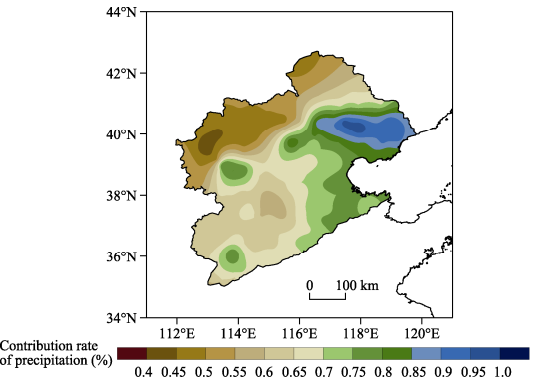 44°N
42°N
40°N
38°N
36°N
34°N
0 100 km
112°E 114°E 116°E 118°E 120°E
Contribution rate
of precipitation (%)
0.4 0.45 0.5 0.55 0.6 0.65 0.7 0.75 0.8 0.85 0.9 0.95 1.0